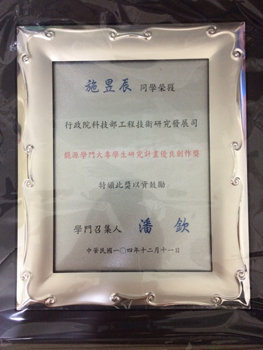 施昱辰 同學榮獲
行政院科技部工程技術研究發展司
能源學門大專學生研究計畫優良創作獎
特頒此獎以資鼓勵
學門召集人 潘 欽
中華民國一〇四年十二月十一日